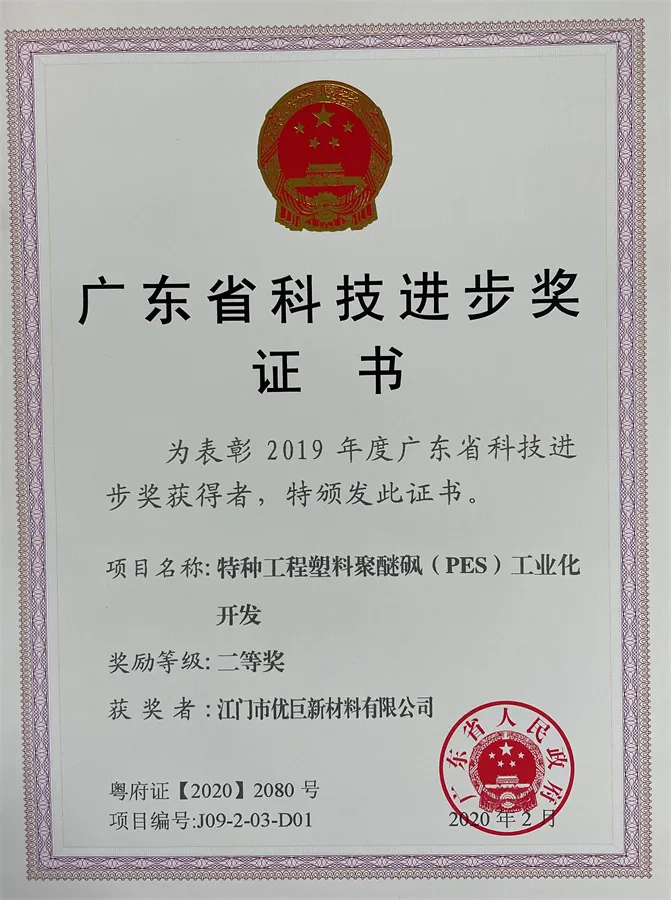 广东省科技进步奖
证书
为表彰 2019 年度广东省科技进
步奖获得者，特颁发此证书。
项目名称:特种工程塑料聚醚砜（PES）工业化
开发
奖励等级:二等奖
获奖者:江门市优巨新材料有限公司
广东省人民政府
粤府证【2020】2080 号
项目编号:J09-2-03-D01
2020 年 2 月